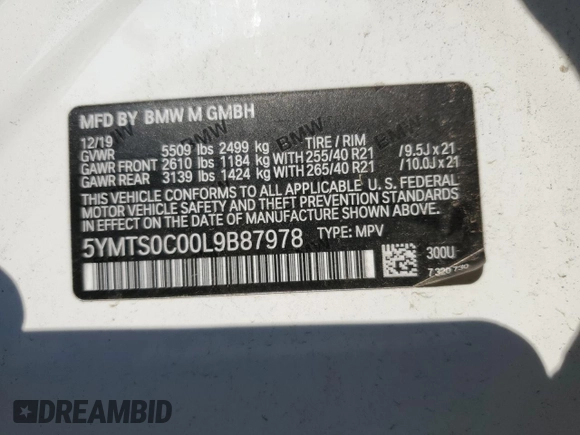 MFD BY BMW M GMBH
12/19
GVWR 5509 lbs 2499 kg TIRE / RIM
GAWR FRONT 2610 lbs 1184 kg WITH 255/40 R21 / 9.5J x 21
GAWR REAR 3139 lbs 1424 kg WITH 265/40 R21 / 10.0J x 21
THIS VEHICLE CONFORMS TO ALL APPLICABLE U.S. FEDERAL
MOTOR VEHICLE SAFETY AND THEFT PREVENTION STANDARDS
IN EFFECT ON THE DATE OF MANUFACTURE SHOWN ABOVE.
5YMTS0C00L9B87978 TYPE: MPV
300U
DREAMBID